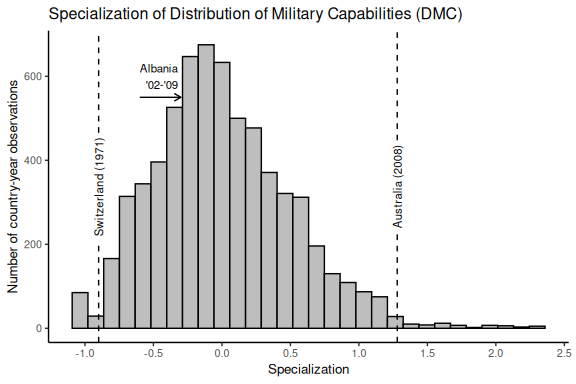 Specialization of Distribution of Military Capabilities (DMC)
Number of country-year observations
600
400
200
0
Switzerland (1971)
Albania
'02-'09
Australia (2008)
-1.0 -0.5 0.0 0.5 1.0 1.5 2.0 2.5
Specialization